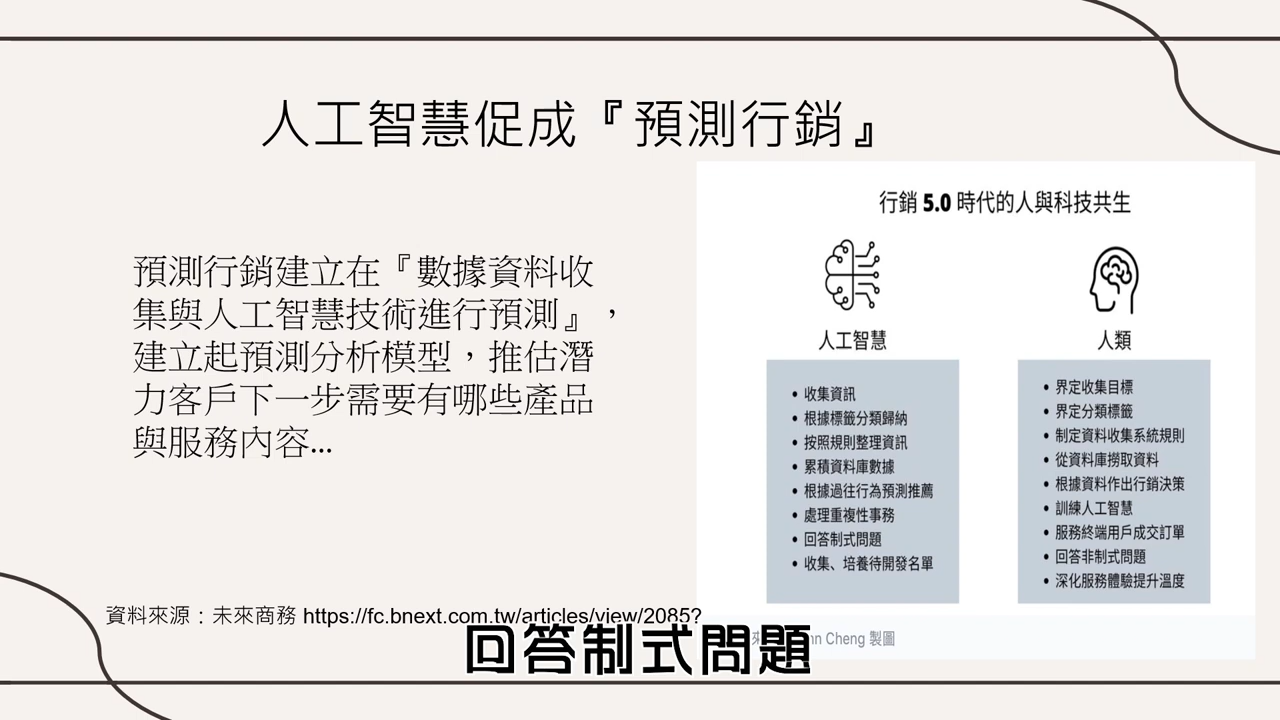 人工智慧促成『預測行銷』
預測行銷建立在『數據資料收
集與人工智慧技術進行預測』，
建立起預測分析模型，推估潛
力客戶下一步需要有哪些產品
與服務內容...
行銷 5.0 時代的人與科技共生
人工智慧
• 收集資訊
• 根據標籤分類歸納
• 按照規則整理資訊
• 累積資料庫數據
• 根據過往行為預測推薦
• 處理重複性事務
• 回答制式問題
• 收集、培養待開發名單
人類
• 界定收集目標
• 界定分類標籤
• 制定資料收集系統規則
• 從資料庫撈取資料
• 根據資料作出行銷決策
• 訓練人工智慧
• 服務終端用戶成交訂單
• 回答非制式問題
• 深化服務體驗提升溫度
資料來源：未來商務 https://fc.bnext.com.tw/articles/view/2085?
Cheng 製圖
回答制式問題